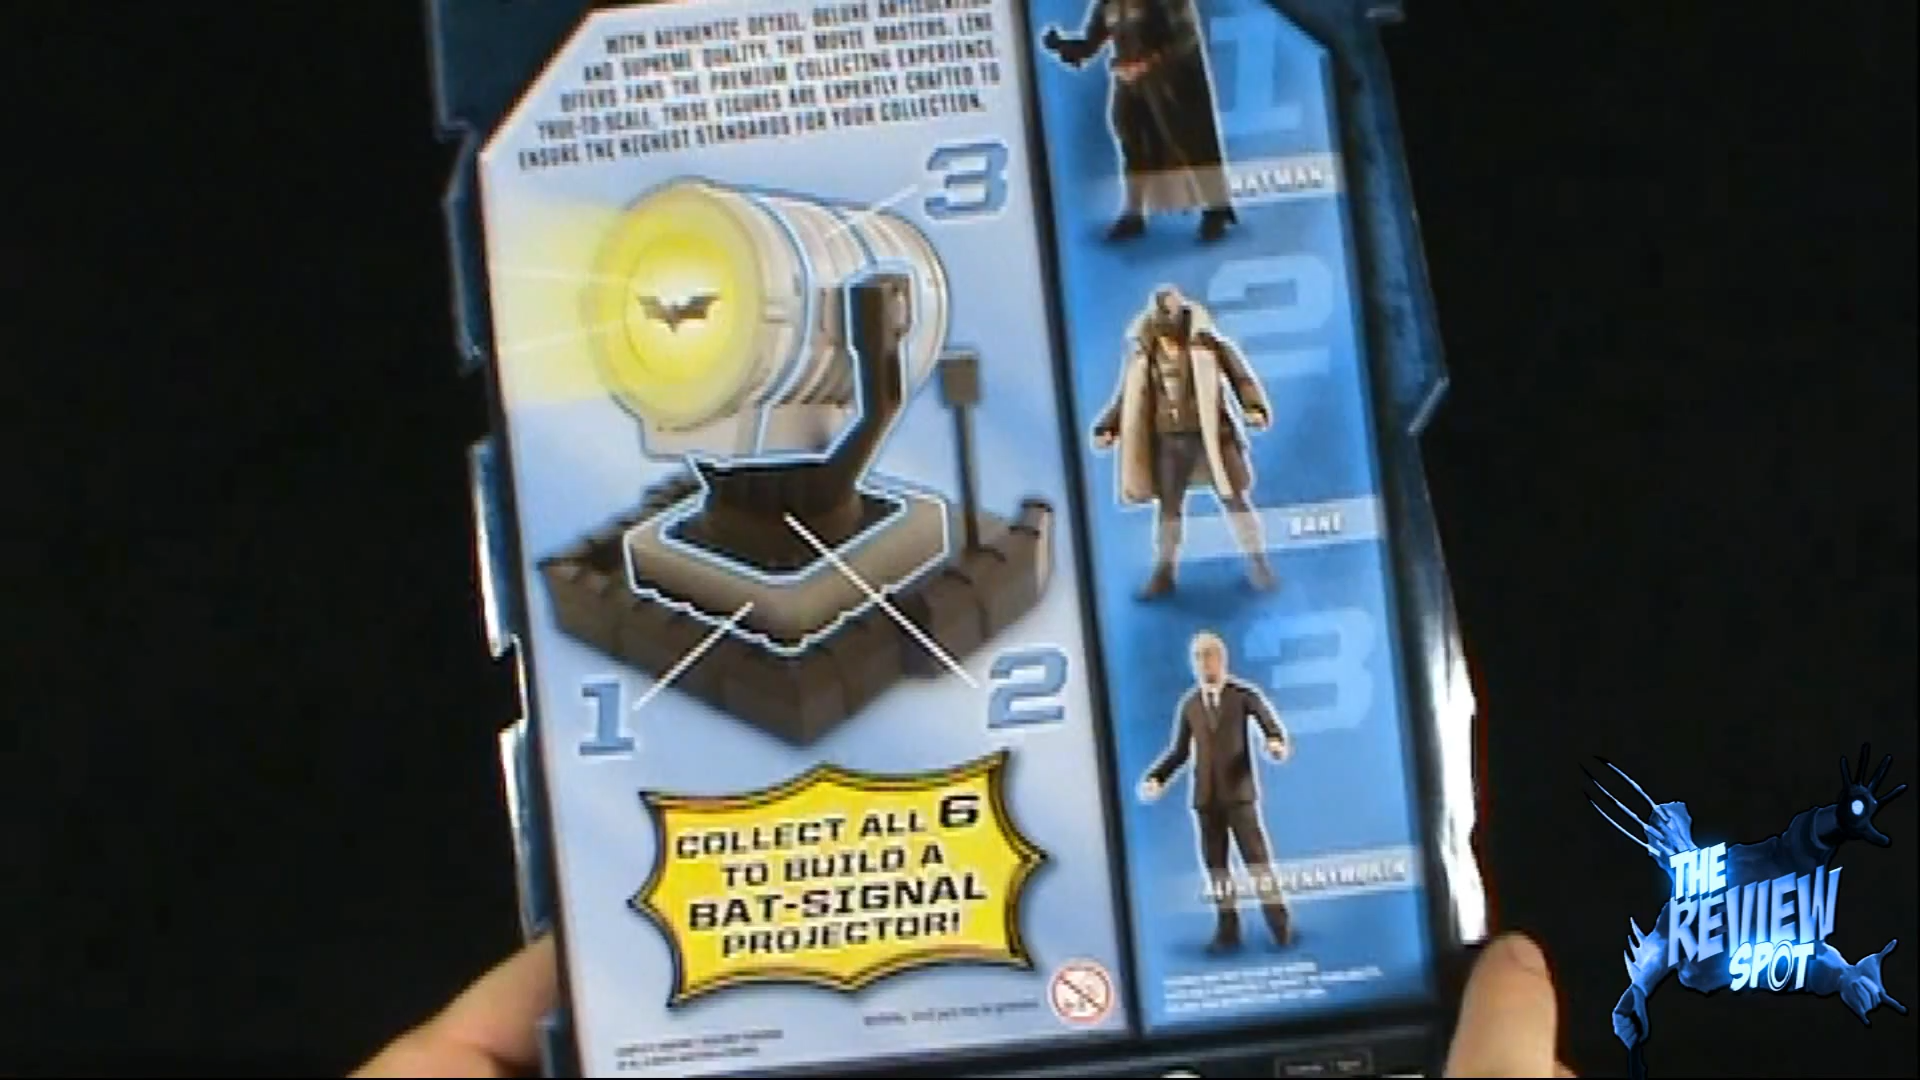 WITH AUTHENTIC DETAIL, DELUXE ARTICULATION
AND SUPREME QUALITY, THE MOVIE MASTERS, LINE
OFFERS FANS THE PREMIUM COLLECTING EXPERIENCE.
TRUE-TO-SCALE, THESE FIGURES ARE EXPERTLY CRAFTED TO
ENSURE THE HIGHEST STANDARDS FOR YOUR COLLECTION.
3
1
2
COLLECT ALL 6
TO BUILD A
BAT-SIGNAL
PROJECTOR!
1
BATMAN
2
BANE
3
ALFRED PENNYWORTH
THE
REVIEW
SPOT